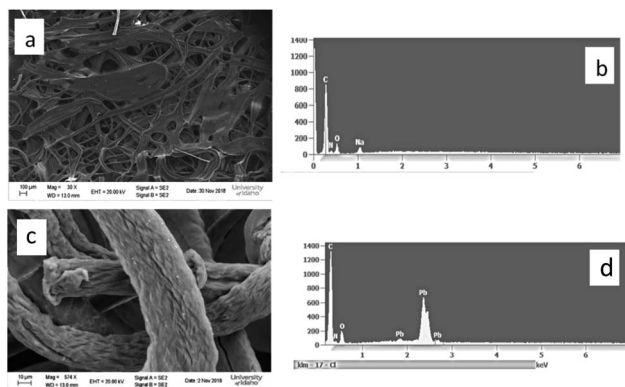 a
100 µm
Mag = 30 X
WD = 13.0 mm
EHT = 20.00 kV
Signal A = SE2
Signal B = SE2
Date :30 Nov 2018
University
of Idaho
b
1400
1200
1000
800
600
400
200
0
C
N
O
Na
0 1 2 3 4 5 6
c
10 µm
Mag = 574 X
WD = 13.0 mm
EHT = 20.00 kV
Signal A = SE2
Signal B = SE2
Date :2 Nov 2018
University
of Idaho
d
1400
1200
1000
800
600
400
200
0
C
N
O
Pb
Pb
Pb
1 2 3 4 5 6
klm - 17 - Cl
keV